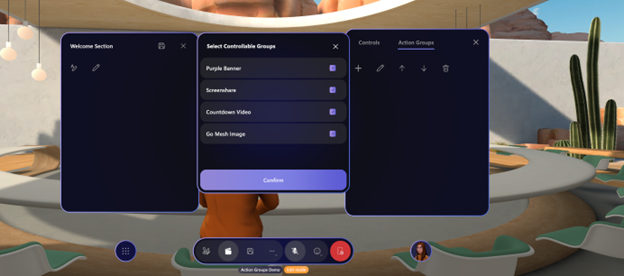 Welcome Section
Select Controllable Groups
Purple Banner
Screenshare
Countdown Video
Go Mesh Image
Confirm
Controls
Action Groups
Action Groups Demo
Edit mode